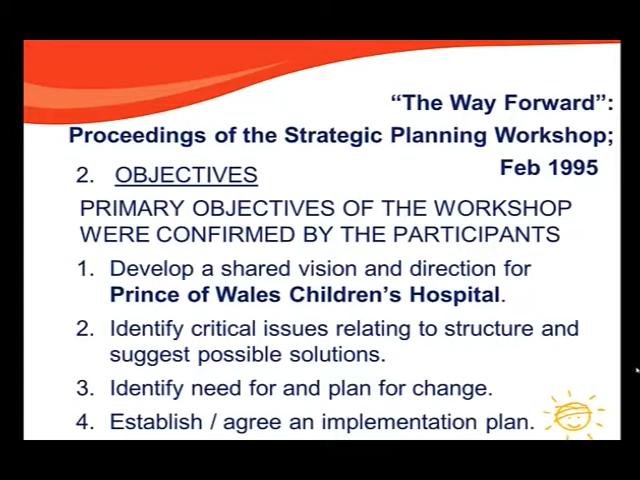 “The Way Forward”:
Proceedings of the Strategic Planning Workshop;
Feb 1995
2. OBJECTIVES
PRIMARY OBJECTIVES OF THE WORKSHOP
WERE CONFIRMED BY THE PARTICIPANTS
1. Develop a shared vision and direction for
Prince of Wales Children’s Hospital.
2. Identify critical issues relating to structure and
suggest possible solutions.
3. Identify need for and plan for change.
4. Establish / agree an implementation plan.